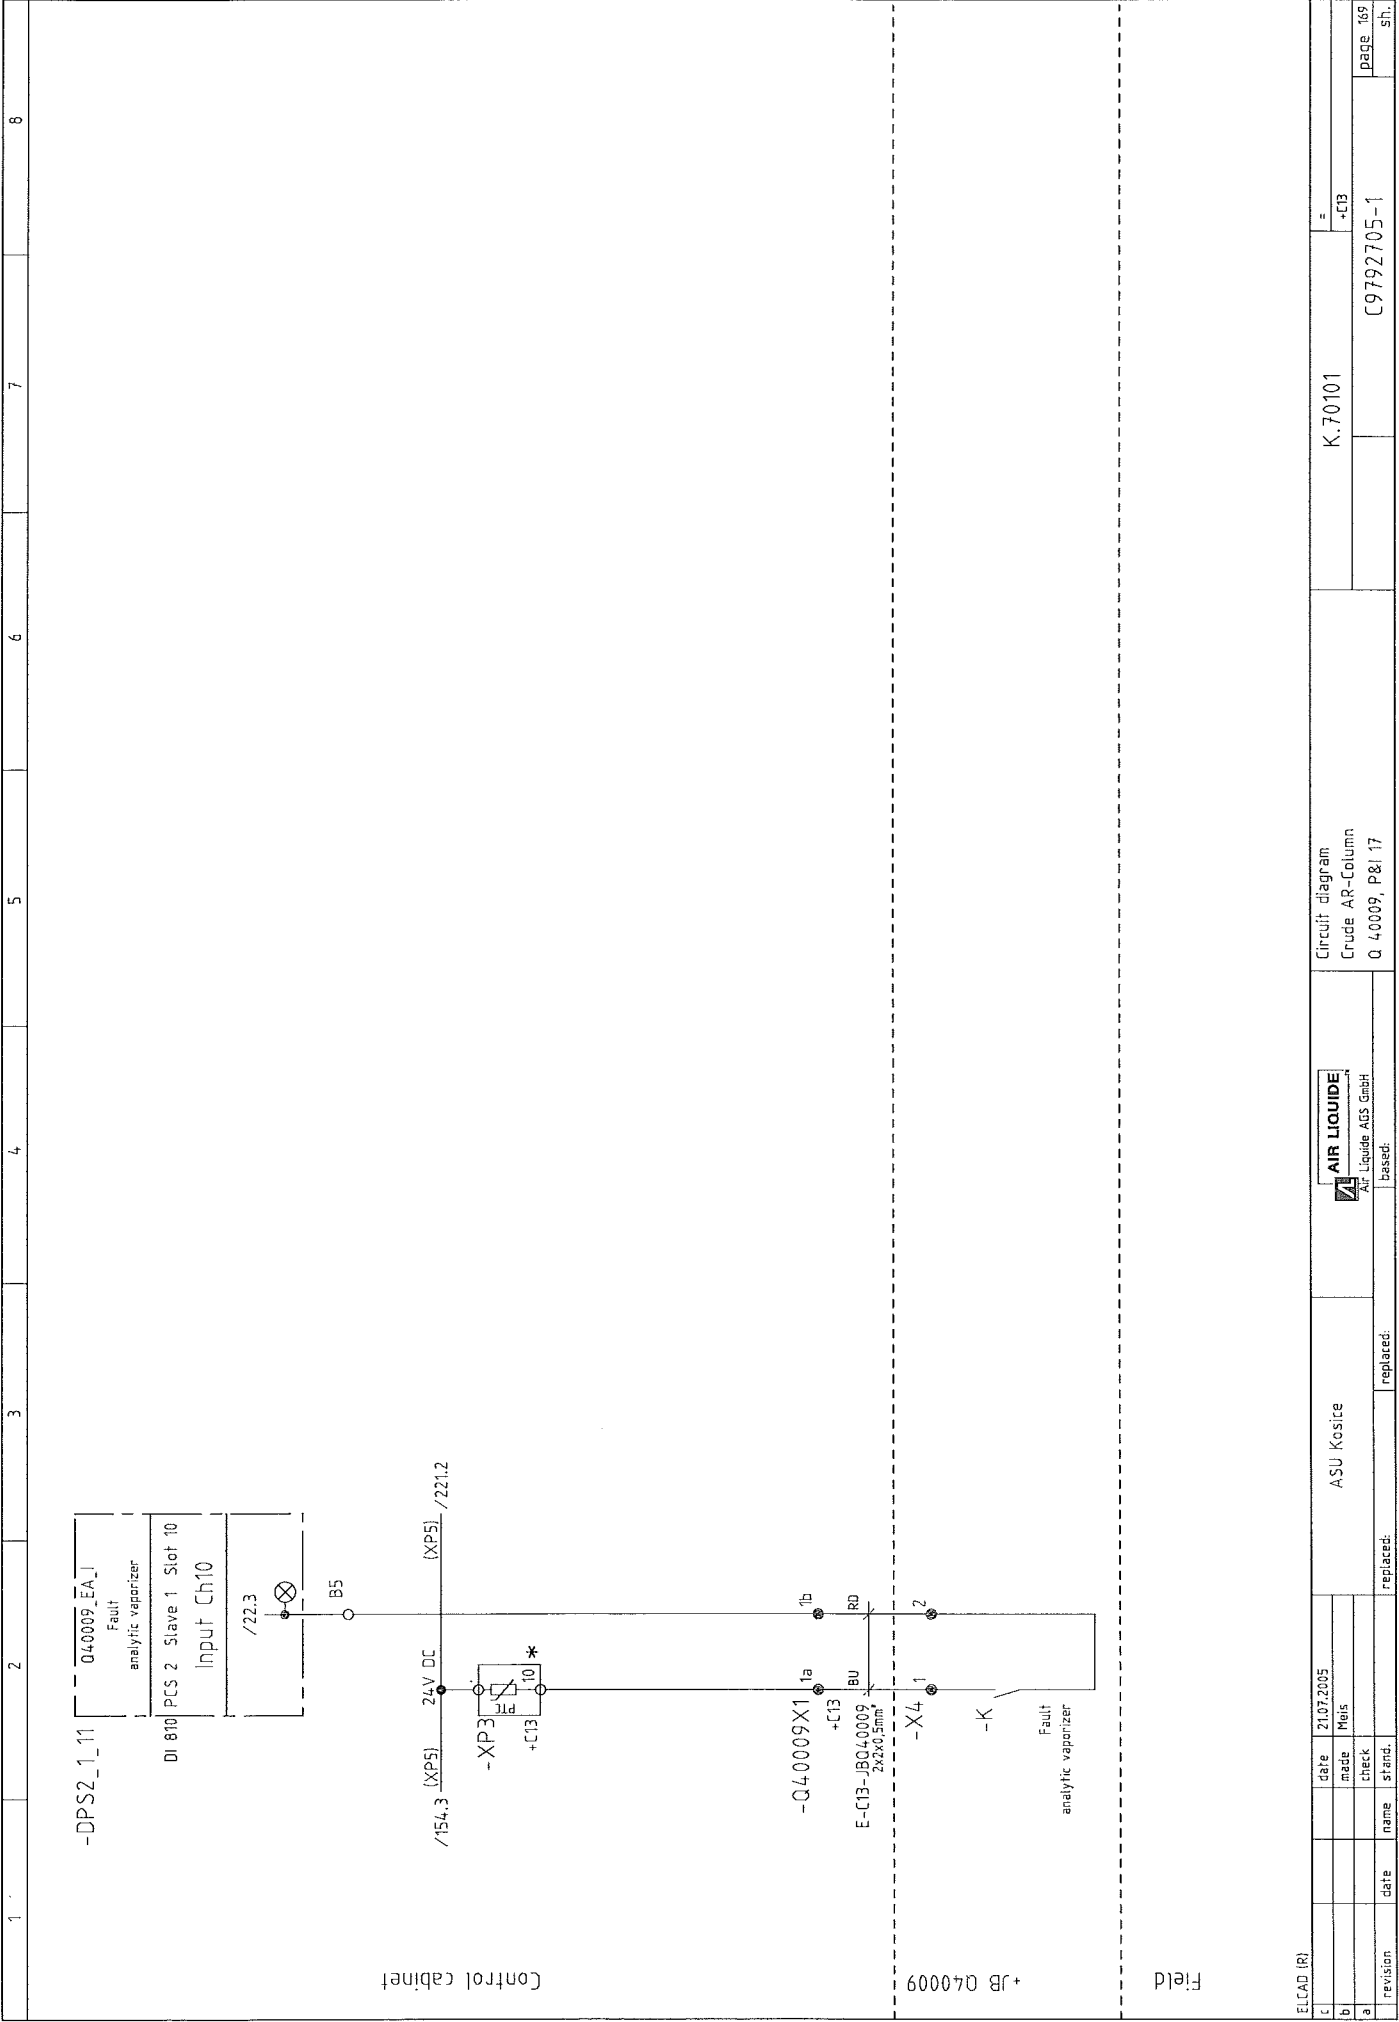 1 2 3 4 5 6 7 8
-DPS2_1_11
Q40009_EA_I
Fault
analytic vaporizer
DI 810 PCS 2 Slave 1 Slot 10
Input Ch10
/22.3
B5
/154.3 (XP5) 24V DC (XP5) /221.2
-XP3
PTC
10 *
+C13
-Q40009X1 1a 1b
+C13
E-C13-JBQ40009 BU RD
2x2x0,5mm²
-X4 1 2
-K
Fault
analytic vaporizer
Control cabinet
+JB Q40009
Field
ELCAD (R)
c
b
a
revision date name
date 21.07.2005
made Meis
check
stand.
ASU Kosice
replaced: replaced: based:
AIR LIQUIDE
Air Liquide AGS GmbH
Circuit diagram
Crude AR-Column
Q 40009, P&I 17
K.70101
=
+C13
C9792705-1
page 169
sh.